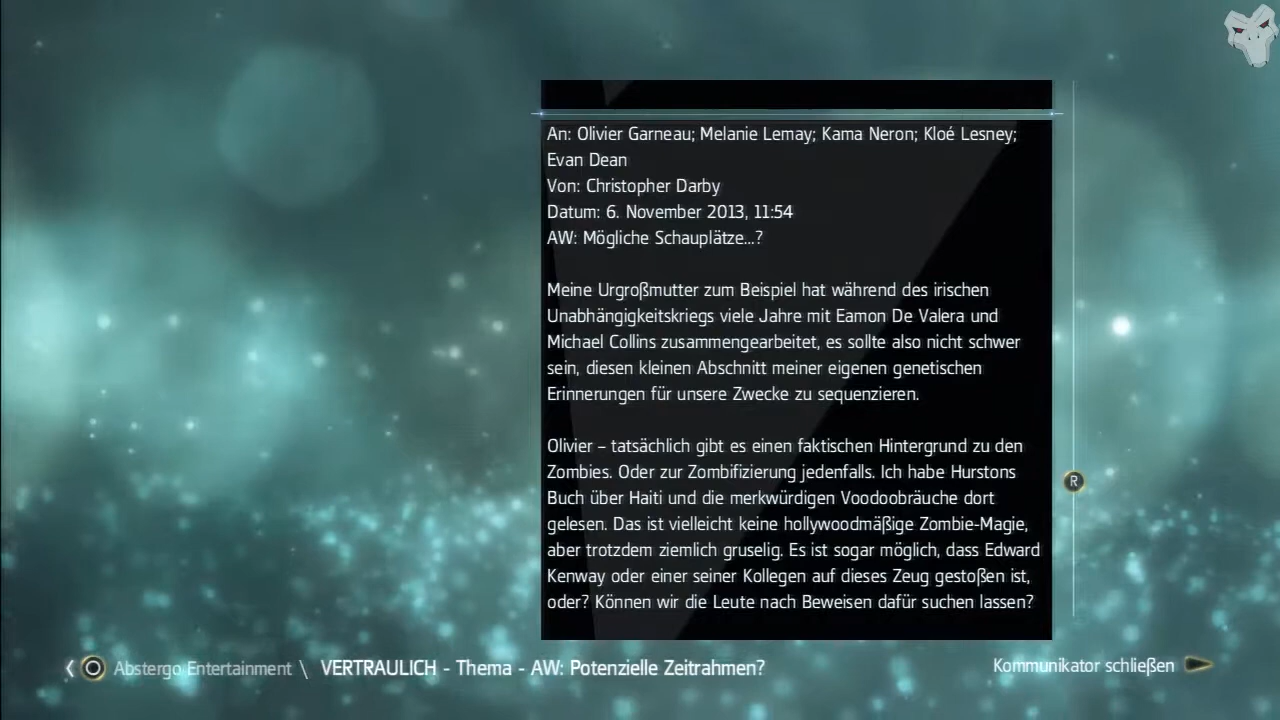 An: Olivier Garneau; Melanie Lemay; Kama Neron; Kloé Lesney;
Evan Dean
Von: Christopher Darby
Datum: 6. November 2013, 11:54
AW: Mögliche Schauplätze...?
Meine Urgroßmutter zum Beispiel hat während des irischen
Unabhängigkeitskriegs viele Jahre mit Eamon De Valera und
Michael Collins zusammengearbeitet, es sollte also nicht schwer
sein, diesen kleinen Abschnitt meiner eigenen genetischen
Erinnerungen für unsere Zwecke zu sequenzieren.
Olivier – tatsächlich gibt es einen faktischen Hintergrund zu den
Zombies. Oder zur Zombifizierung jedenfalls. Ich habe Hurstons
Buch über Haiti und die merkwürdigen Voodoobräuche dort
gelesen. Das ist vielleicht keine hollywoodmäßige Zombie-Magie,
aber trotzdem ziemlich gruselig. Es ist sogar möglich, dass Edward
Kenway oder einer seiner Kollegen auf dieses Zeug gestoßen ist,
oder? Können wir die Leute nach Beweisen dafür suchen lassen?
R
Abstergo Entertainment \ VERTRAULICH - Thema - AW: Potenzielle Zeitrahmen?
Kommunikator schließen